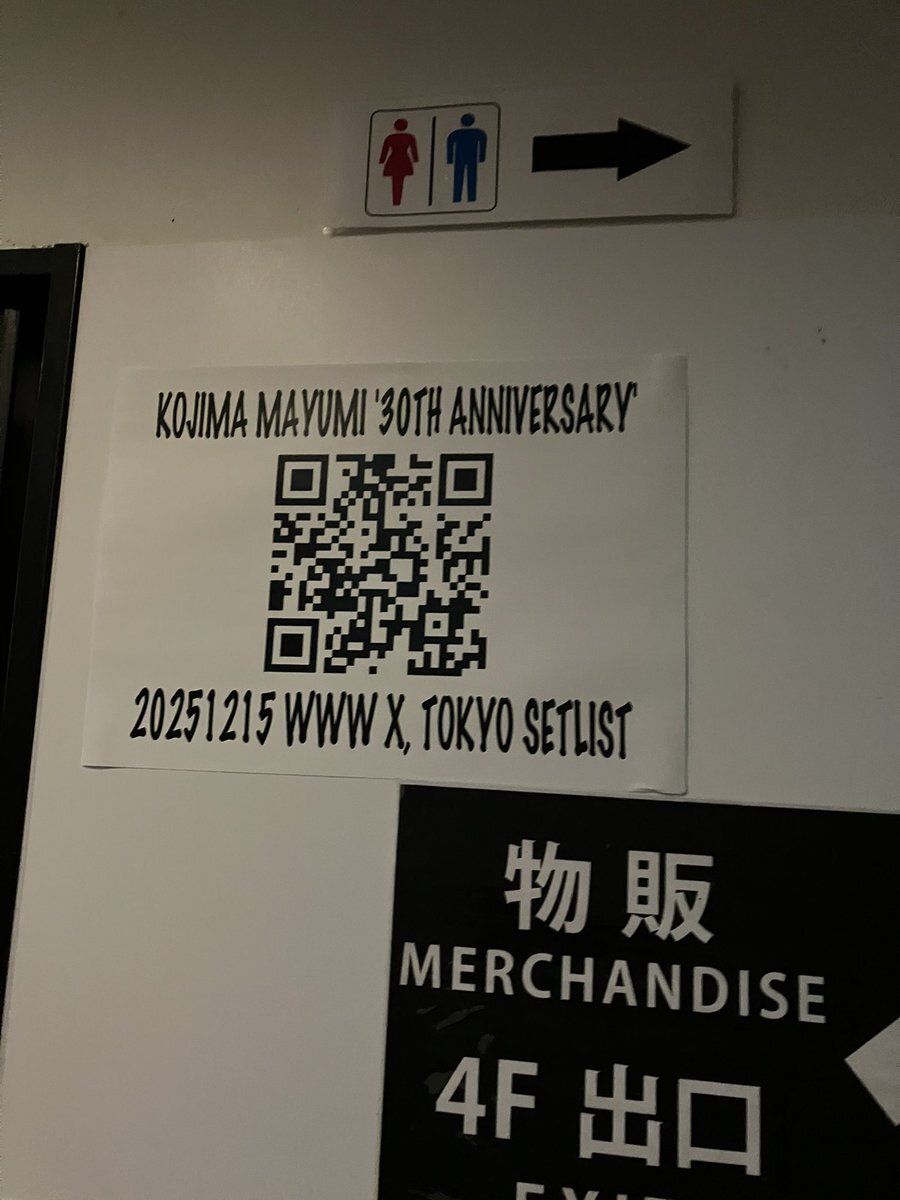 KOJIMA MAYUMI '30TH ANNIVERSARY'
20251215 WWW X, TOKYO SETLIST
物販
MERCHANDISE
4F 出口